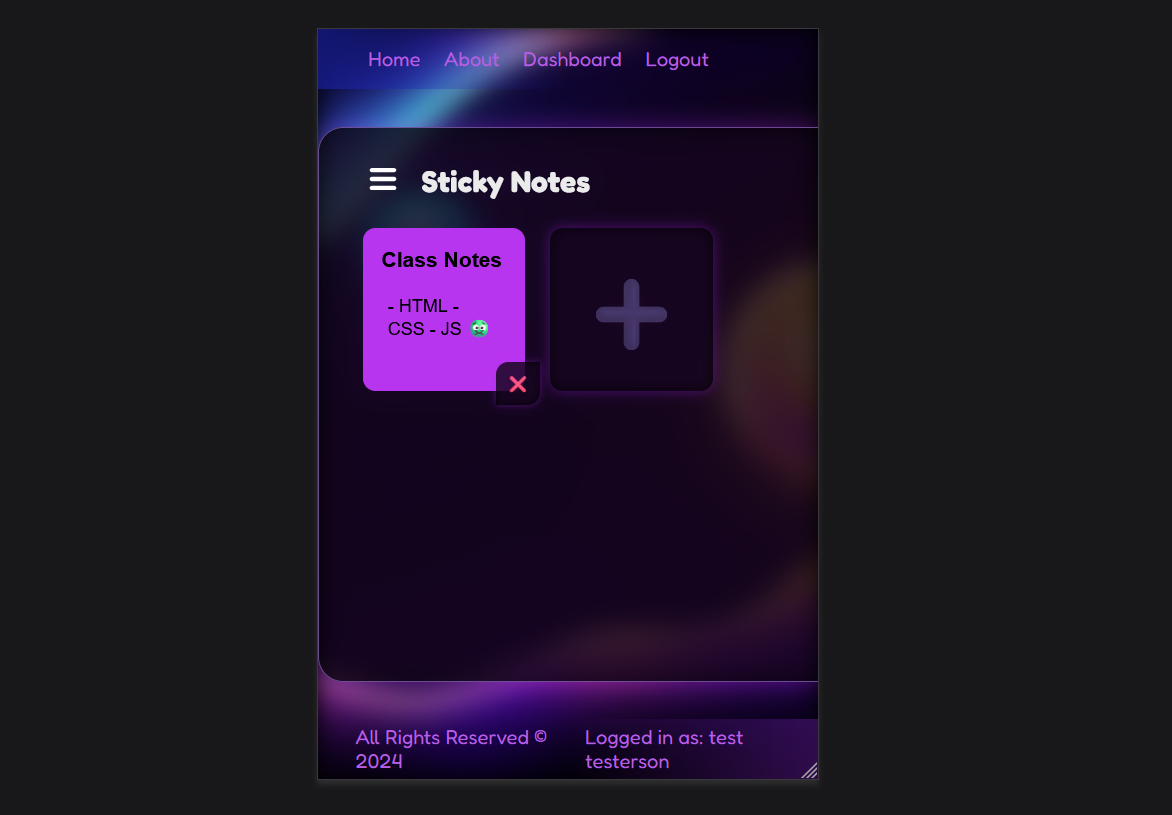 Home About Dashboard Logout
Sticky Notes
Class Notes
- HTML -
CSS - JS 🤢
All Rights Reserved ©
2024
Logged in as: test
testerson